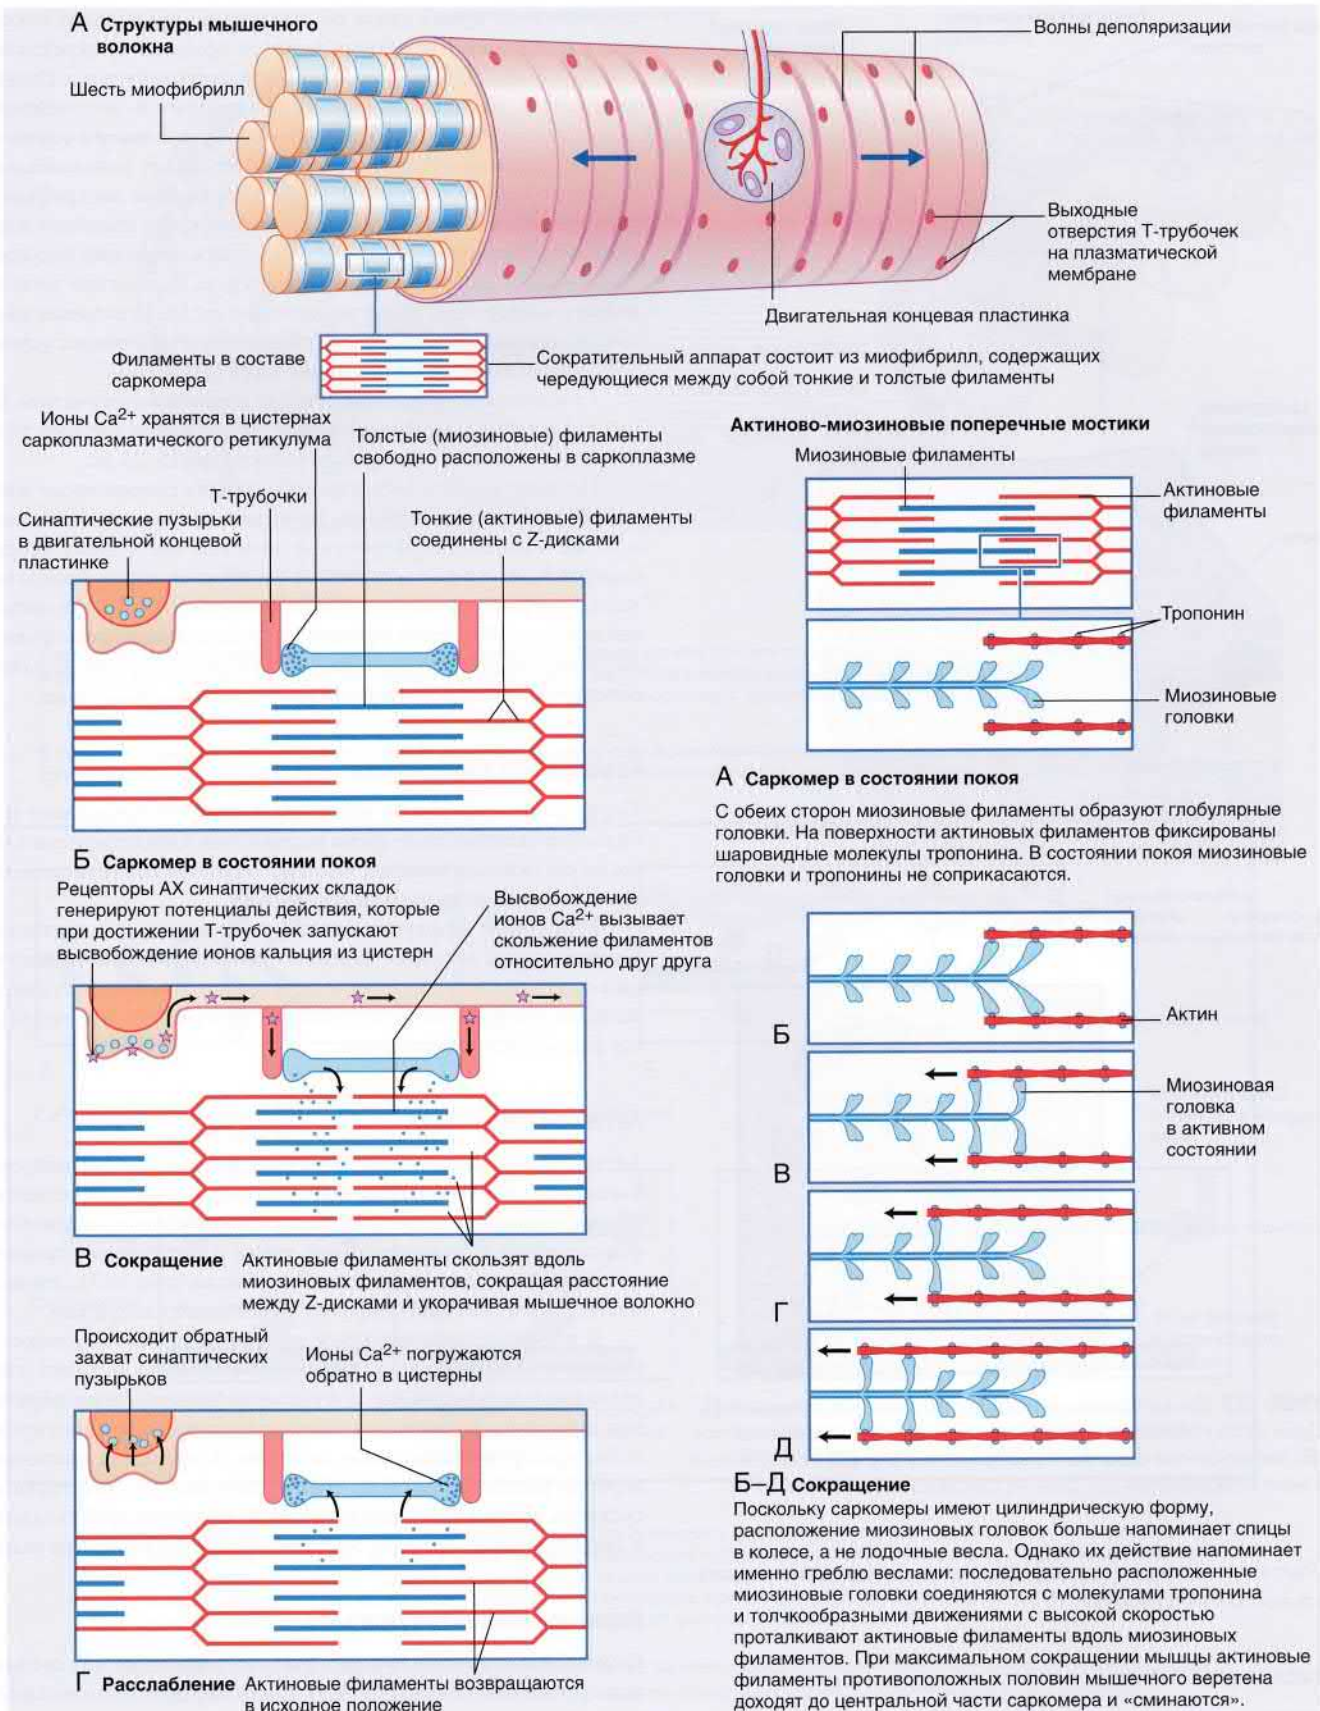 А Структуры мышечного
волокна
Шесть миофибрилл
Волны деполяризации
Выходные
отверстия Т-трубочек
на плазматической
мембране
Двигательная концевая пластинка
Филаменты в составе
саркомера
Сократительный аппарат состоит из миофибрилл, содержащих
чередующиеся между собой тонкие и толстые филаменты
Ионы Ca2+ хранятся в цистернах
саркоплазматического ретикулума
Толстые (миозиновые) филаменты
свободно расположены в саркоплазме
Т-трубочки
Синаптические пузырьки
в двигательной концевой
пластинке
Тонкие (актиновые) филаменты
соединены с Z-дисками
Б Саркомер в состоянии покоя
Рецепторы АХ синаптических складок
генерируют потенциалы действия, которые
при достижении Т-трубочек запускают
высвобождение ионов кальция из цистерн
Высвобождение
ионов Ca2+ вызывает
скольжение филаментов
относительно друг друга
В Сокращение Актиновые филаменты скользят вдоль
миозиновых филаментов, сокращая расстояние
между Z-дисками и укорачивая мышечное волокно
Происходит обратный
захват синаптических
пузырьков
Ионы Ca2+ погружаются
обратно в цистерны
Г Расслабление Актиновые филаменты возвращаются
в исходное положение
Актиново-миозиновые поперечные мостики
Миозиновые филаменты
Актиновые
филаменты
Тропонин
Миозиновые
головки
А Саркомер в состоянии покоя
С обеих сторон миозиновые филаменты образуют глобулярные
головки. На поверхности актиновых филаментов фиксированы
шаровидные молекулы тропонина. В состоянии покоя миозиновые
головки и тропонины не соприкасаются.
Б
Актин
В
Миозиновая
головка
в активном
состоянии
Г
Д
Б–Д Сокращение
Поскольку саркомеры имеют цилиндрическую форму,
расположение миозиновых головок больше напоминает спицы
в колесе, а не лодочные весла. Однако их действие напоминает
именно греблю веслами: последовательно расположенные
миозиновые головки соединяются с молекулами тропонина
и толчкообразными движениями с высокой скоростью
проталкивают актиновые филаменты вдоль миозиновых
филаментов. При максимальном сокращении мышцы актиновые
филаменты противоположных половин мышечного веретена
доходят до центральной части саркомера и «сминаются».